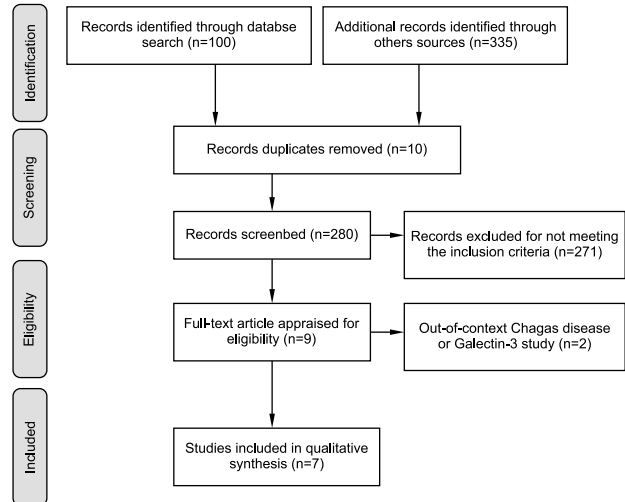 Identification
Records identified through databse
search (n=100)
Additional records identified through
others sources (n=335)
Screening
Records duplicates removed (n=10)
Records screenbed (n=280)
Records excluded for not meeting
the inclusion criteria (n=271)
Eligibility
Full-text article appraised for
eligibility (n=9)
Out-of-context Chagas disease
or Galectin-3 study (n=2)
Included
Studies included in qualitative
synthesis (n=7)